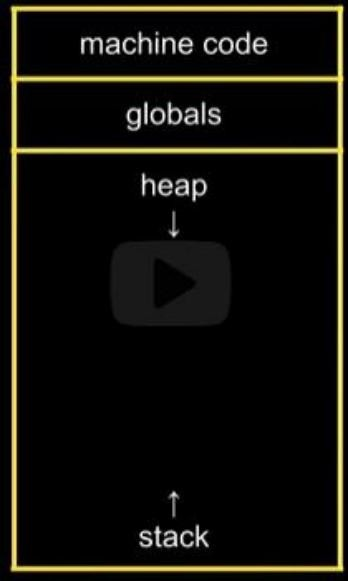 machine code
globals
heap
↓
↑
stack